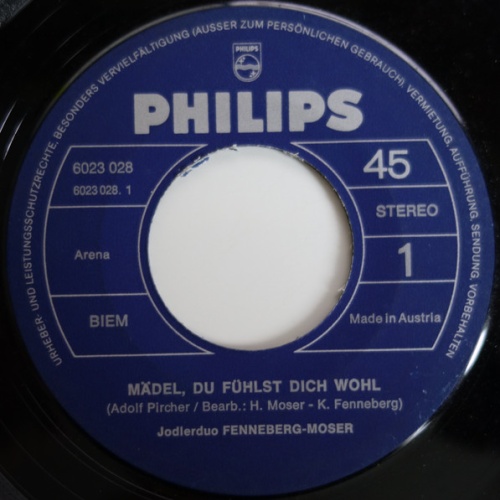 URHEBER- UND LEISTUNGSSCHUTZRECHTE, BESONDERS VERVIELFÄLTIGUNG (AUSSER ZUM PERSÖNLICHEN GEBRAUCH), VERMIETUNG, AUFFÜHRUNG, SENDUNG, VORBEHALTEN
PHILIPS
PHILIPS
6023 028
6023 028. 1
45
STEREO
Arena
1
BIEM
Made in Austria
MÄDEL, DU FÜHLST DICH WOHL
(Adolf Pircher / Bearb.: H. Moser - K. Fenneberg)
Jodlerduo FENNEBERG-MOSER